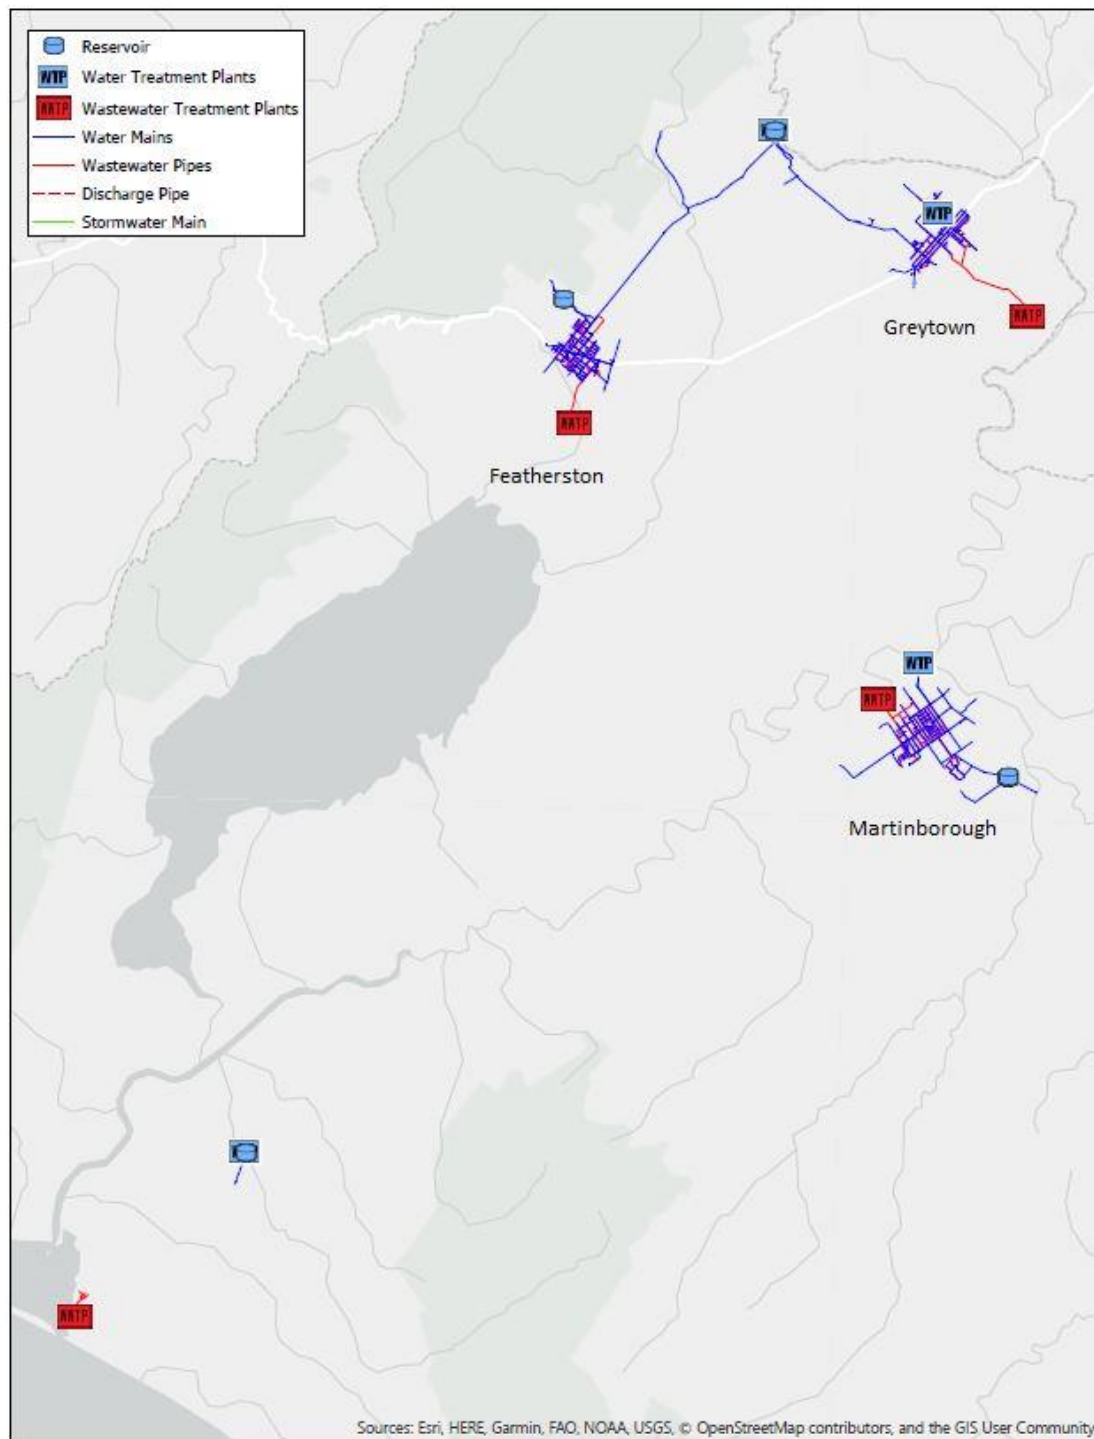 Reservoir
WTP Water Treatment Plants
WWTP Wastewater Treatment Plants
Water Mains
Wastewater Pipes
Discharge Pipe
Stormwater Main
WTP
WWTP
Greytown
WWTP
Featherston
WTP
WWTP
Martinborough
WWTP
Sources: Esri, HERE, Garmin, FAO, NOAA, USGS, © OpenStreetMap contributors, and the GIS User Community